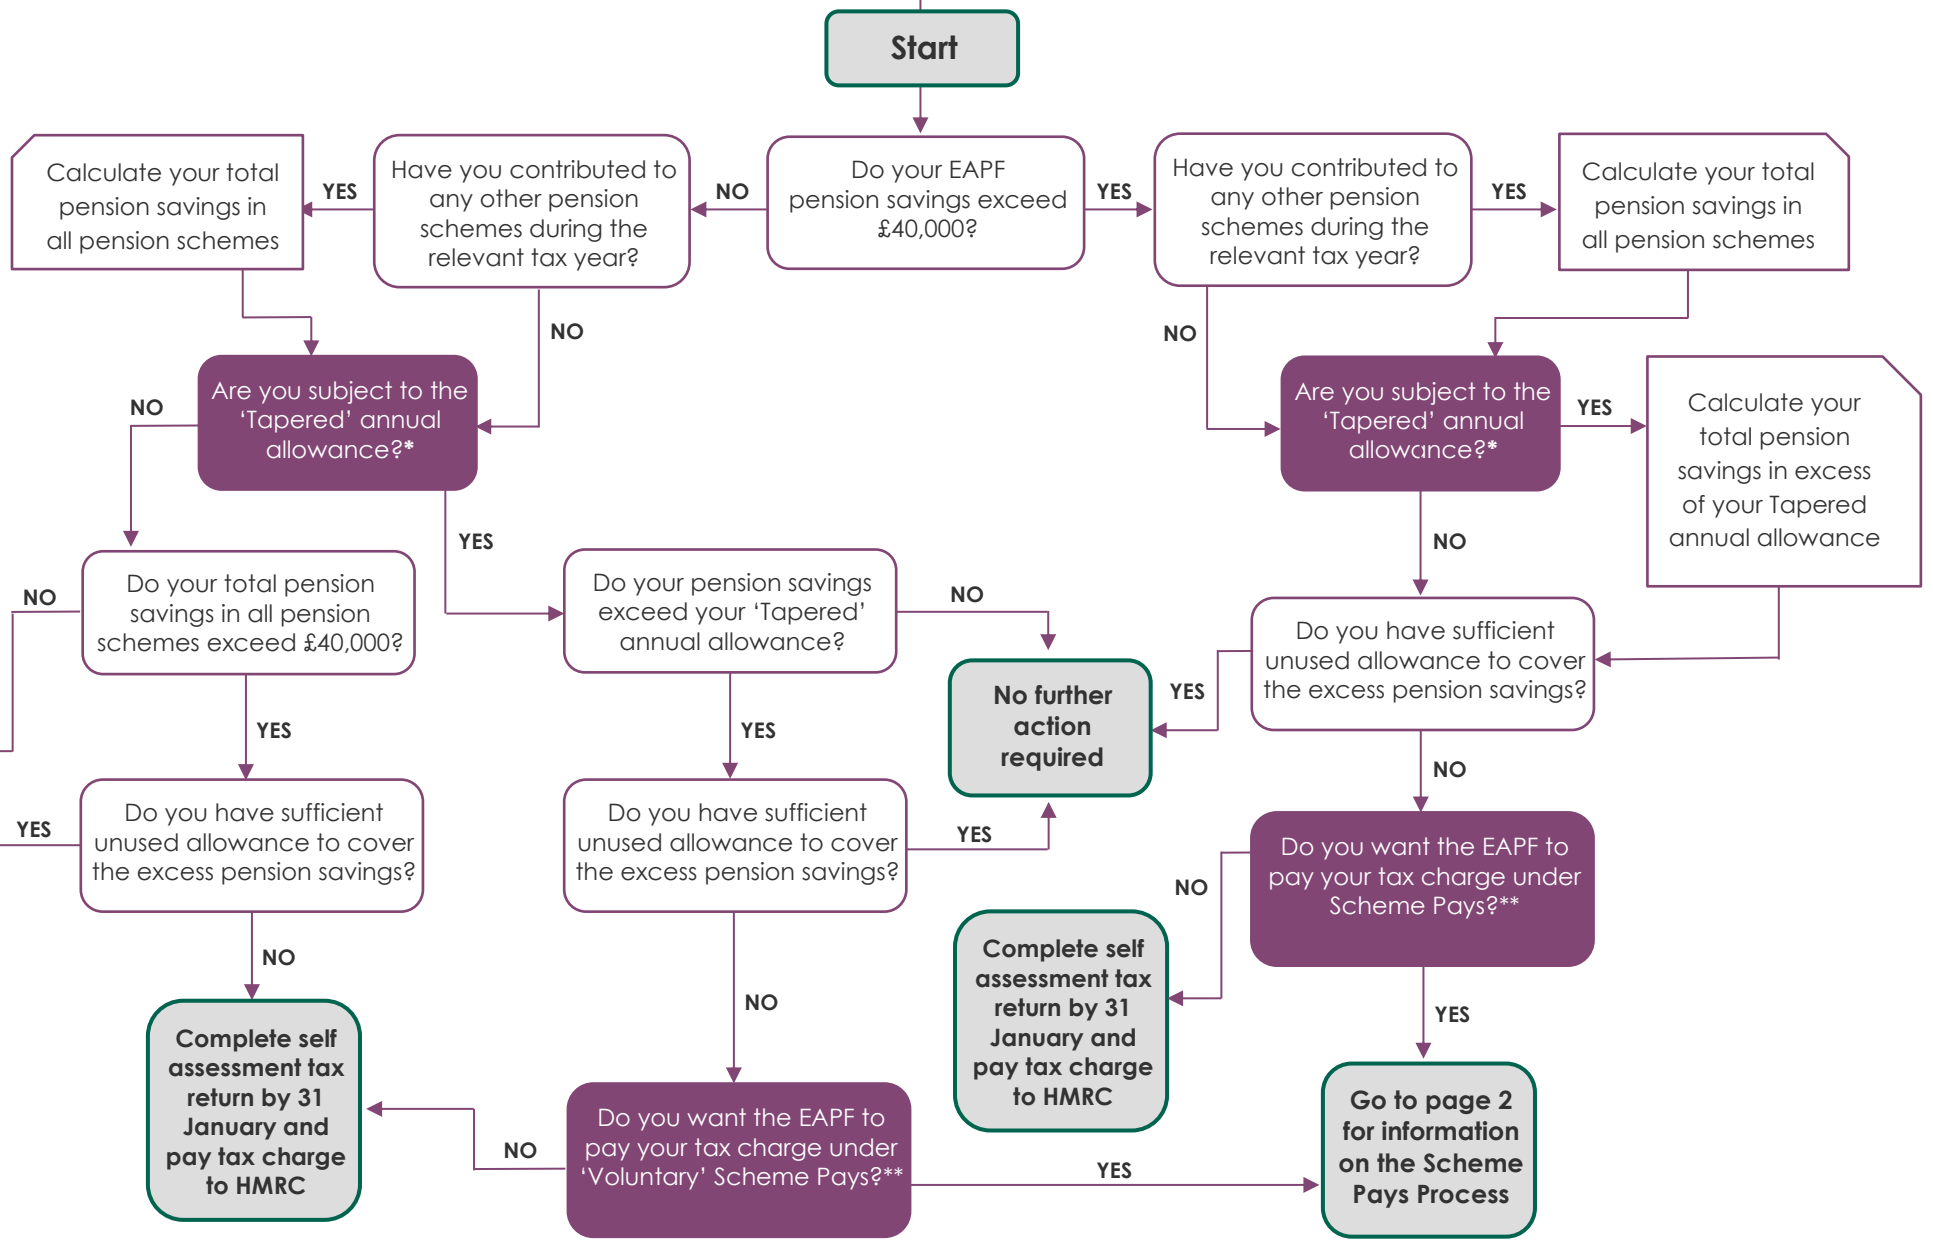 Start
Calculate your total
pension savings in
all pension schemes
YES
Have you contributed to
any other pension
schemes during the
relevant tax year?
NO
Do your EAPF
pension savings exceed
£40,000?
YES
Have you contributed to
any other pension
schemes during the
relevant tax year?
YES
Calculate your total
pension savings in
all pension schemes
NO
NO
Are you subject to the
‘Tapered’ annual
allowance?*
NO
YES
Are you subject to the
‘Tapered’ annual
allowance?*
YES
Calculate your
total pension
savings in excess
of your Tapered
annual allowance
NO
NO
Do your total pension
savings in all pension
schemes exceed £40,000?
Do your pension savings
exceed your ‘Tapered’
annual allowance?
NO
Do you have sufficient
unused allowance to cover
the excess pension savings?
YES
No further
action
required
YES
YES
NO
YES
Do you have sufficient
unused allowance to cover
the excess pension savings?
Do you have sufficient
unused allowance to cover
the excess pension savings?
YES
Do you want the EAPF to
pay your tax charge under
Scheme Pays?**
NO
NO
NO
YES
Complete self
assessment tax
return by 31
January and
pay tax charge
to HMRC
Complete self
assessment tax
return by 31
January and
pay tax charge
to HMRC
NO
Do you want the EAPF to
pay your tax charge under
‘Voluntary’ Scheme Pays?**
YES
Go to page 2
for information
on the Scheme
Pays Process